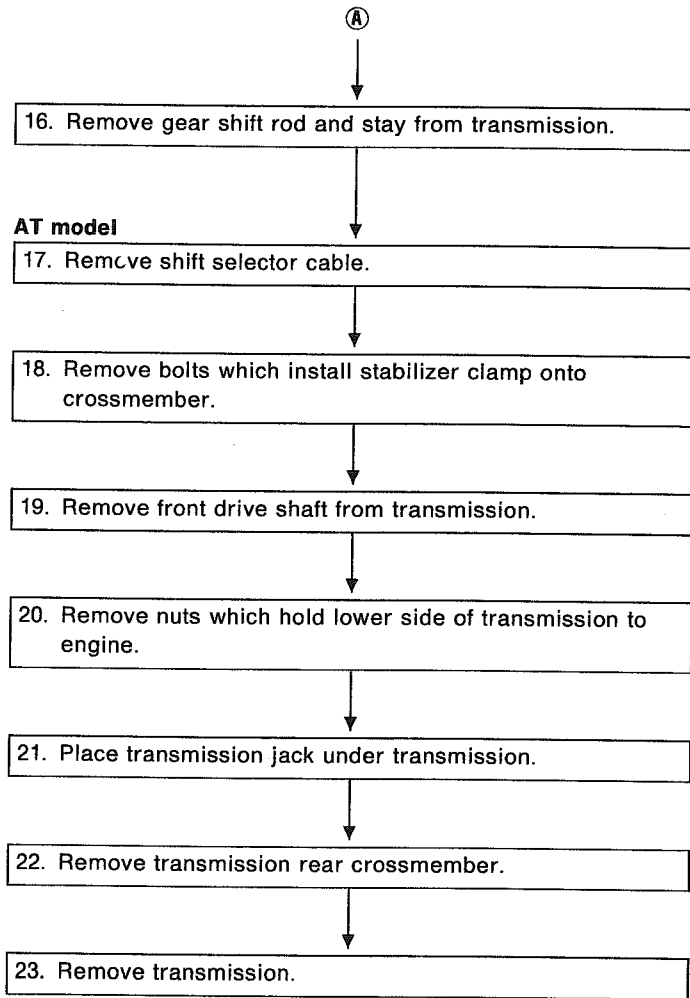 A
16. Remove gear shift rod and stay from transmission.
AT model
17. Remove shift selector cable.
18. Remove bolts which install stabilizer clamp onto
crossmember.
19. Remove front drive shaft from transmission.
20. Remove nuts which hold lower side of transmission to
engine.
21. Place transmission jack under transmission.
22. Remove transmission rear crossmember.
23. Remove transmission.